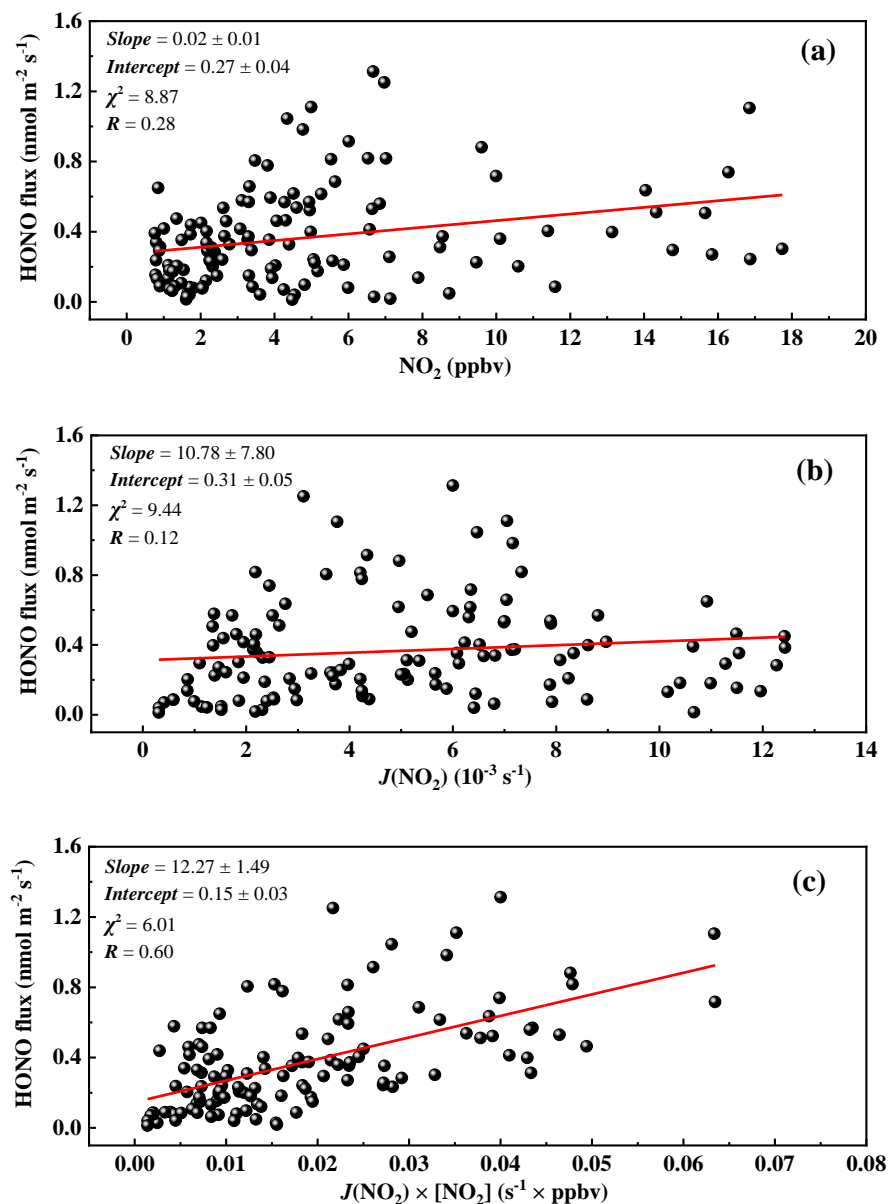 (a)
Slope = 0.02 ± 0.01
Intercept = 0.27 ± 0.04
χ² = 8.87
R = 0.28
HONO flux (nmol m⁻² s⁻¹)
1.6
1.2
0.8
0.4
0.0
0 2 4 6 8 10 12 14 16 18 20
NO₂ (ppbv)
(b)
Slope = 10.78 ± 7.80
Intercept = 0.31 ± 0.05
χ² = 9.44
R = 0.12
HONO flux (nmol m⁻² s⁻¹)
1.6
1.2
0.8
0.4
0.0
0 2 4 6 8 10 12 14
J(NO₂) (10⁻³ s⁻¹)
(c)
Slope = 12.27 ± 1.49
Intercept = 0.15 ± 0.03
χ² = 6.01
R = 0.60
HONO flux (nmol m⁻² s⁻¹)
1.6
1.2
0.8
0.4
0.0
0.00 0.01 0.02 0.03 0.04 0.05 0.06 0.07 0.08
J(NO₂) × [NO₂] (s⁻¹ × ppbv)